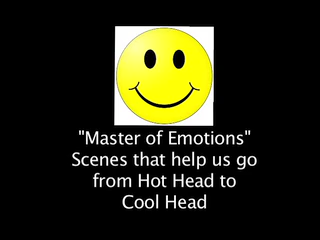 "Master of Emotions"
Scenes that help us go
from Hot Head to
Cool Head